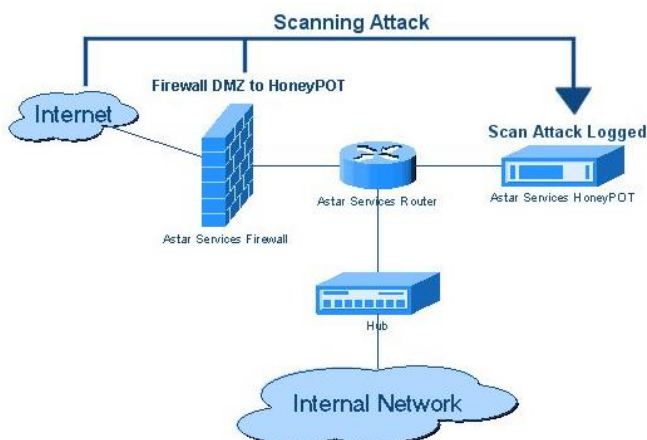 Scanning Attack
Firewall DMZ to HoneyPOT
Internet
Scan Attack Logged
Astar Services Router
Astar Services HoneyPOT
Astar Services Firewall
Hub
Internal Network